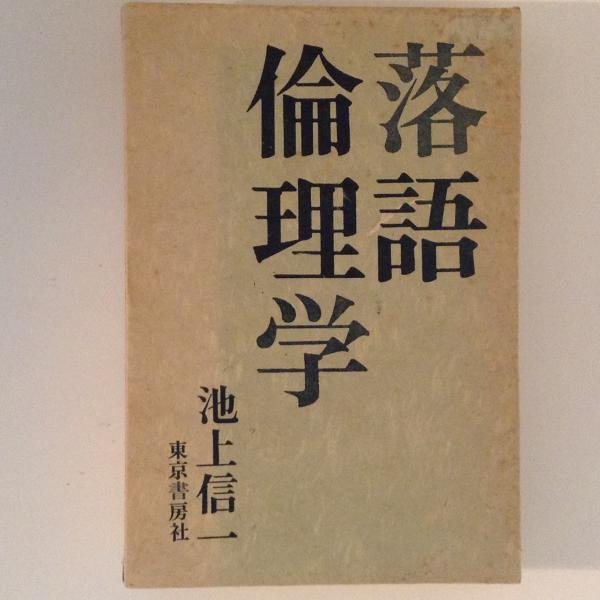 落語
倫理学
池上信一
東京書房社